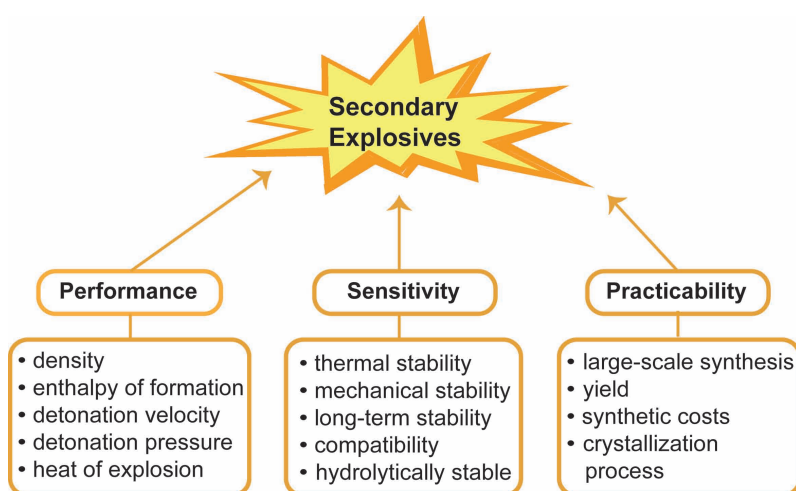 Secondary
Explosives
Performance
• density
• enthalpy of formation
• detonation velocity
• detonation pressure
• heat of explosion
Sensitivity
• thermal stability
• mechanical stability
• long-term stability
• compatibility
• hydrolytically stable
Practicability
• large-scale synthesis
• yield
• synthetic costs
• crystallization
process